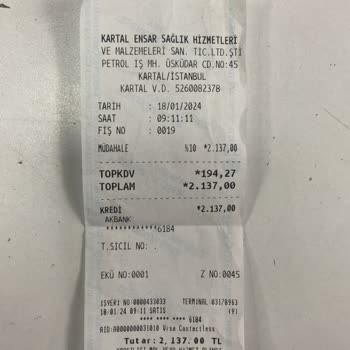 KARTAL ENSAR SAĞLIK HİZMETLERİ
VE MALZEMELERİ SAN. TİC.LTD.ŞTİ
PETROL İŞ MH. ÜSKÜDAR CD.NO:45
KARTAL/İSTANBUL
KARTAL V.D. 5260082378
TARİH : 18/01/2024
SAAT : 09:11:11
FİŞ NO : 0019
MÜDAHALE %10 *2.137,00
TOPKDV *194,27
TOPLAM *2.137,00
KREDİ *2.137,00
AKBANK
************6184
T.SİCİL NO: .
EKÜ NO:0001 Z NO:0045
İŞYERİ NO:0000433033 TERMİNAL:031J8963
18/01/24 09:11 SATIŞ (P)
**** **** **** 6184
AID:A0000000031010 Visa Contactless
Tutar: 2,137.00 TL